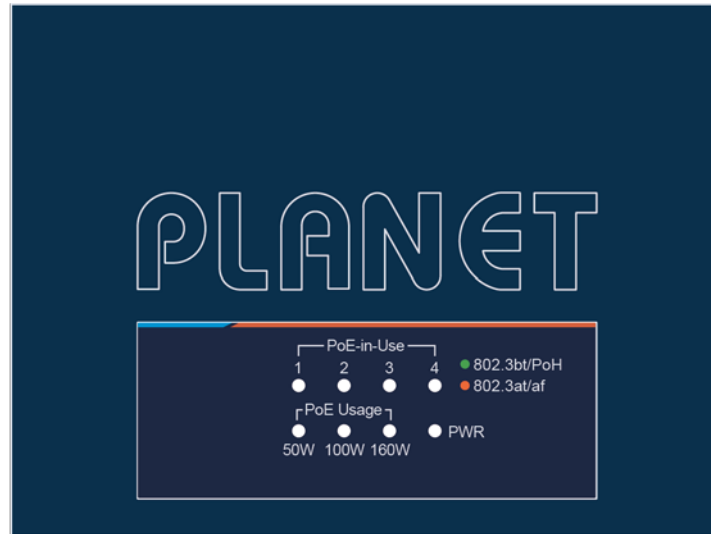 PLANET
PoE-in-Use
1 2 3 4
802.3bt/PoH
802.3at/af
PoE Usage
PWR
50W 100W 160W